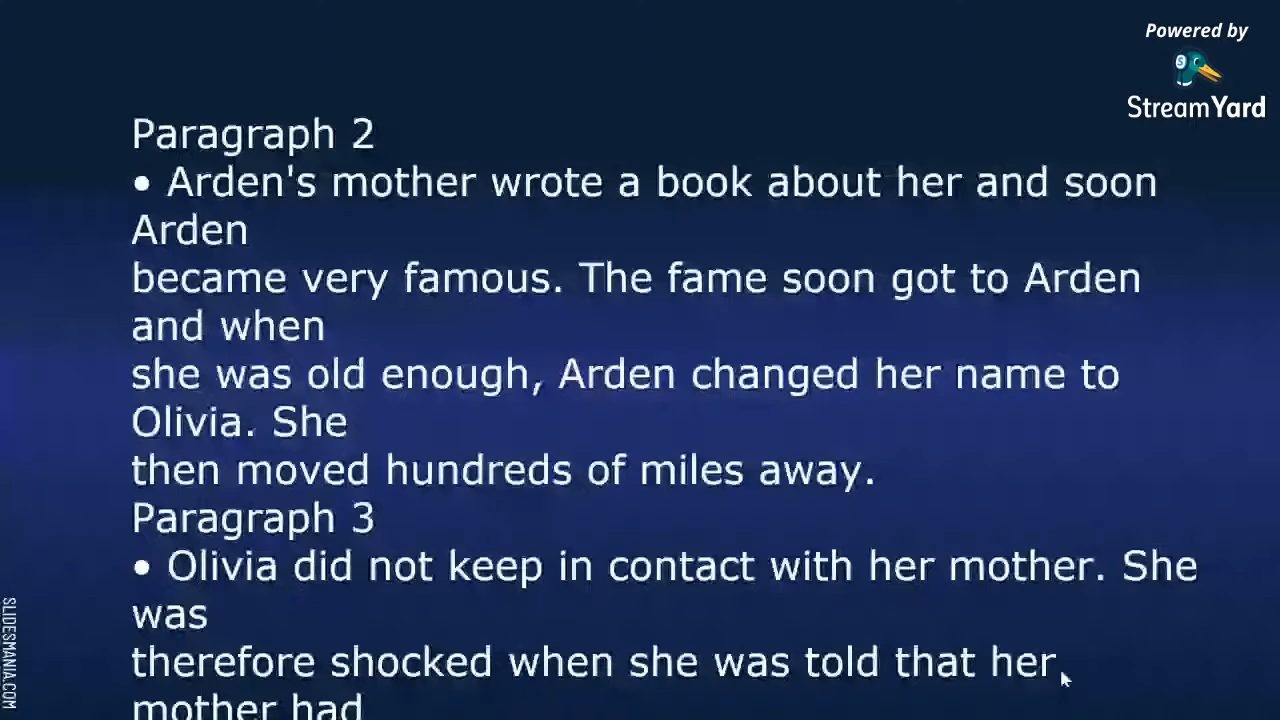 Powered by
StreamYard
Paragraph 2
• Arden's mother wrote a book about her and soon
Arden
became very famous. The fame soon got to Arden
and when
she was old enough, Arden changed her name to
Olivia. She
then moved hundreds of miles away.
Paragraph 3
• Olivia did not keep in contact with her mother. She
was
therefore shocked when she was told that her
mother had
SLIDESMANIA.COM